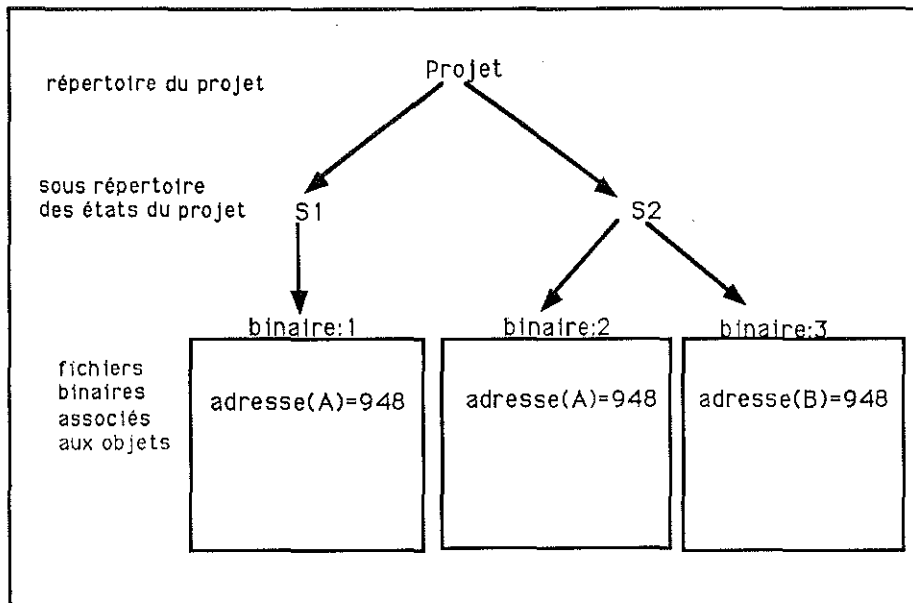 Projet
répertoire du projet
sous répertoire
des états du projet
S1
S2
binaire:1
binaire:2
binaire:3
fichiers
binaires
associés
aux objets
adresse(A)=948
adresse(A)=948
adresse(B)=948